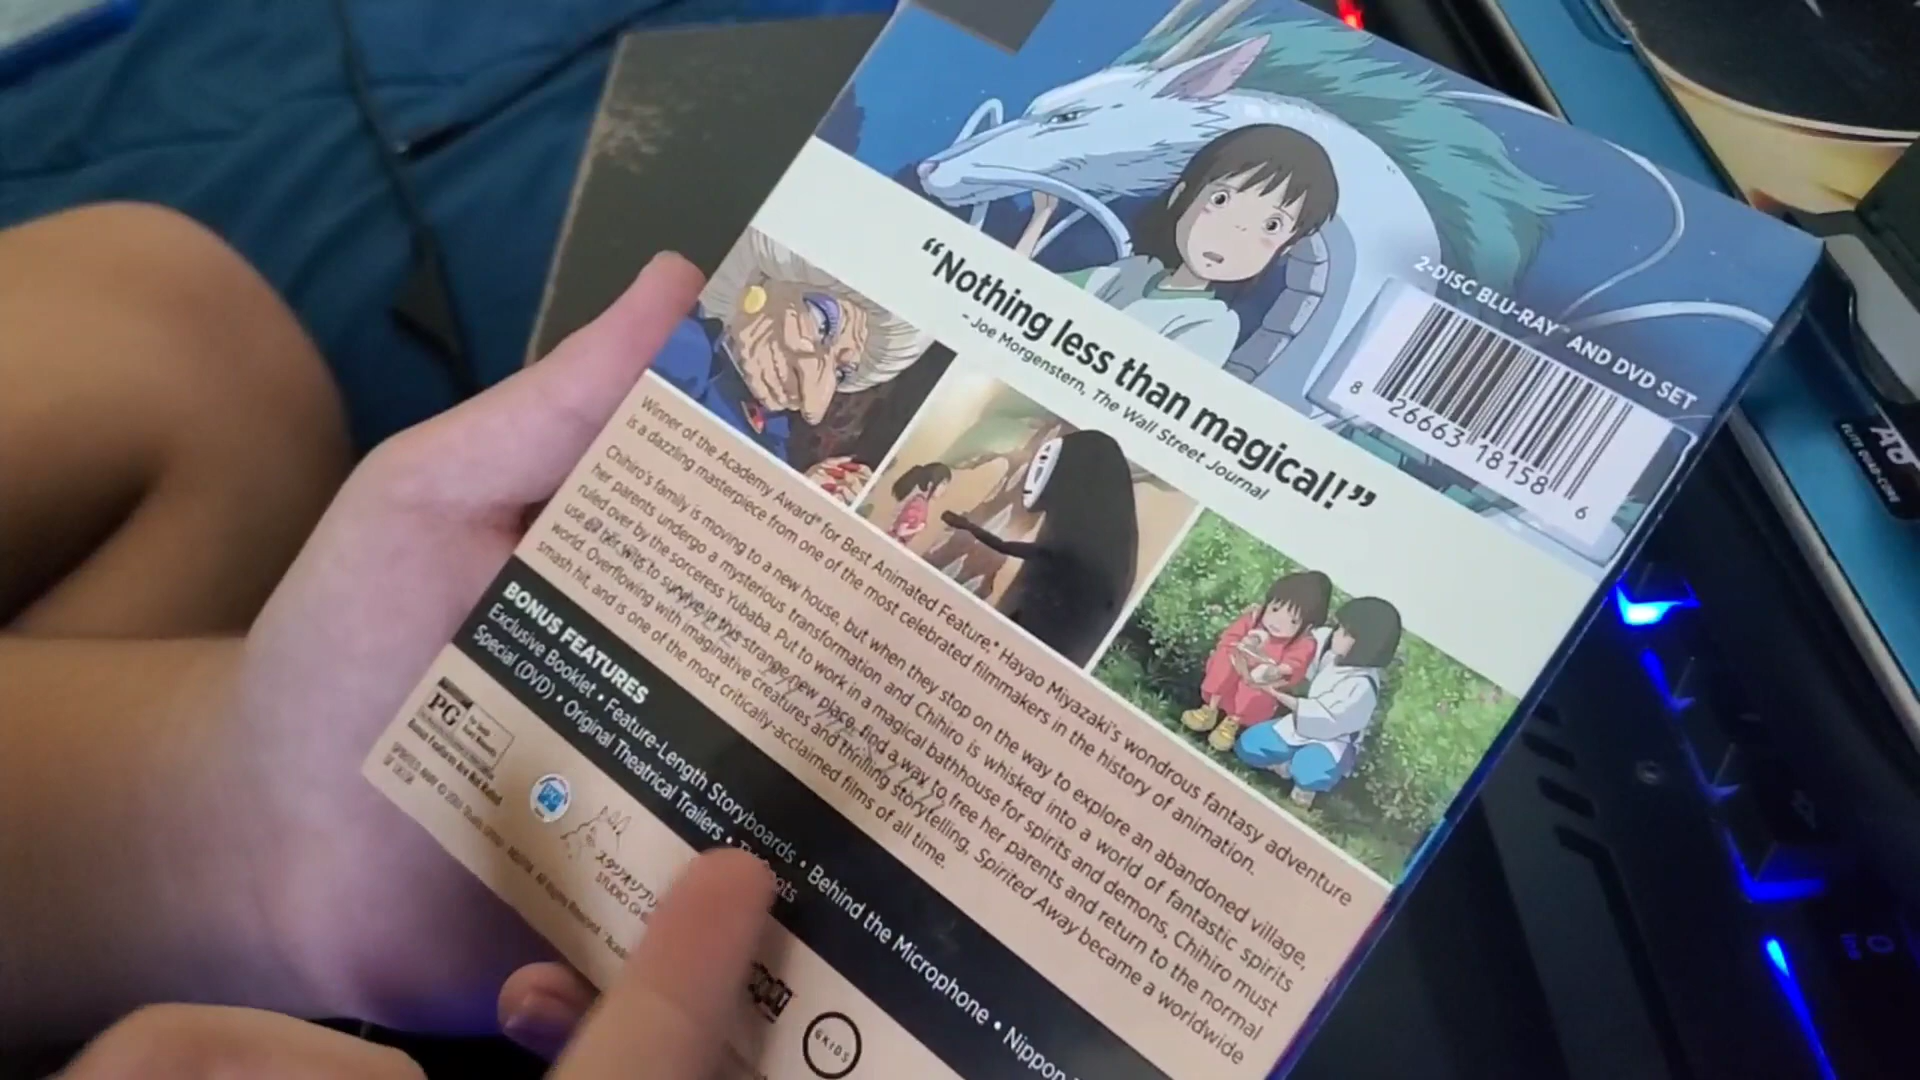 2-DISC BLU-RAY™ AND DVD SET
8 26663 18158 6
“Nothing less than magical!”
- Joe Morgenstern, The Wall Street Journal
Winner of the Academy Award® for Best Animated Feature,* Hayao Miyazaki's wondrous fantasy adventure
is a dazzling masterpiece from one of the most celebrated filmmakers in the history of animation.
Chihiro's family is moving to a new house, but when they stop on the way to explore an abandoned village,
her parents undergo a mysterious transformation and Chihiro is whisked into a world of fantastic spirits
ruled over by the sorceress Yubaba. Put to work in a magical bathhouse for spirits and demons, Chihiro must
use all her wits to survive in this strange new place, find a way to free her parents and return to the normal
world. Overflowing with imaginative creatures and thrilling storytelling, Spirited Away became a worldwide
smash hit, and is one of the most critically-acclaimed films of all time.
BONUS FEATURES
Exclusive Booklet • Feature-Length Storyboards • Behind the Microphone • Nippon
Special (DVD) • Original Theatrical Trailers •
PG
スタジオジブリ
STUDIO
GKIDS